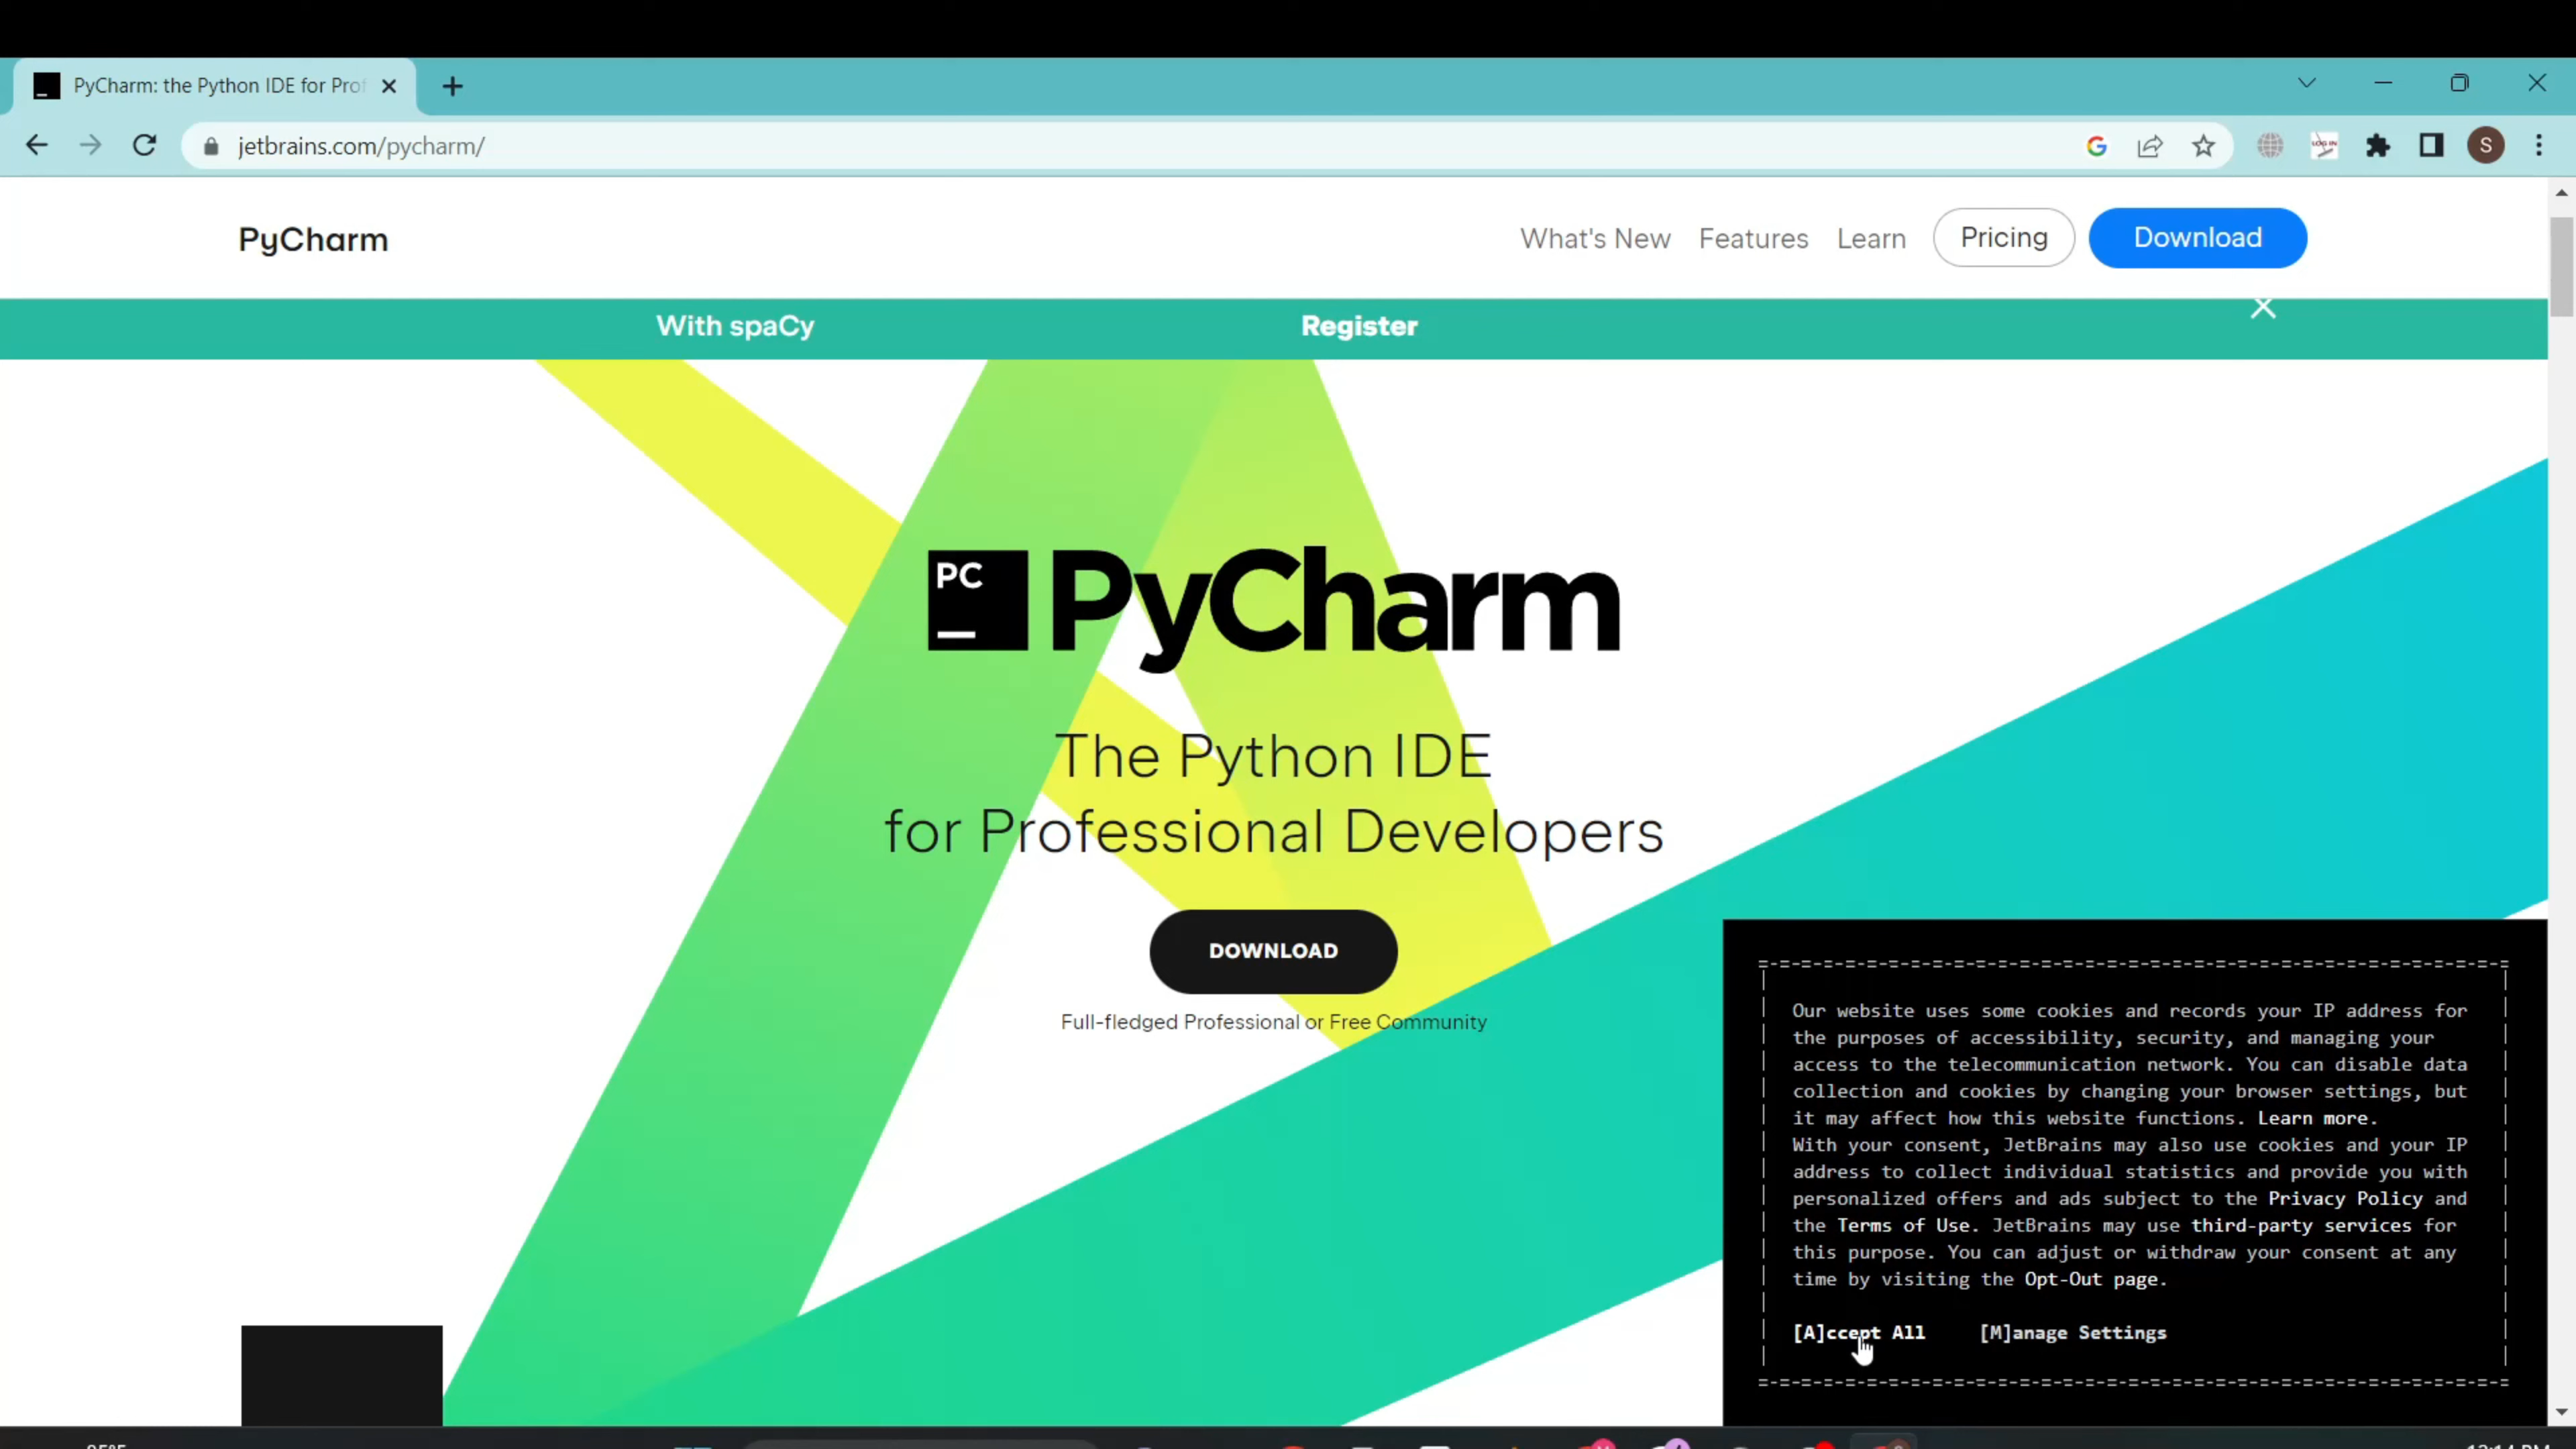 PyCharm: the Python IDE for Prof
jetbrains.com/pycharm/
LOG IN
S
PyCharm
What's New
Features
Learn
Pricing
Download
With spaCy
Register
PC
PyCharm
The Python IDE
for Professional Developers
DOWNLOAD
Full-fledged Professional or Free Community
=-=-=-=-=-=-=-=-=-=-=-=-=-=-=-=-=-=-=-=-=-=-=-=-=-=-=-=-=-=-=-=-=-=
Our website uses some cookies and records your IP address for
the purposes of accessibility, security, and managing your
access to the telecommunication network. You can disable data
collection and cookies by changing your browser settings, but
it may affect how this website functions. Learn more.
With your consent, JetBrains may also use cookies and your IP
address to collect individual statistics and provide you with
personalized offers and ads subject to the Privacy Policy and
the Terms of Use. JetBrains may use third-party services for
this purpose. You can adjust or withdraw your consent at any
time by visiting the Opt-Out page.
[A]ccept All
[M]anage Settings
=-=-=-=-=-=-=-=-=-=-=-=-=-=-=-=-=-=-=-=-=-=-=-=-=-=-=-=-=-=-=-=-=-=